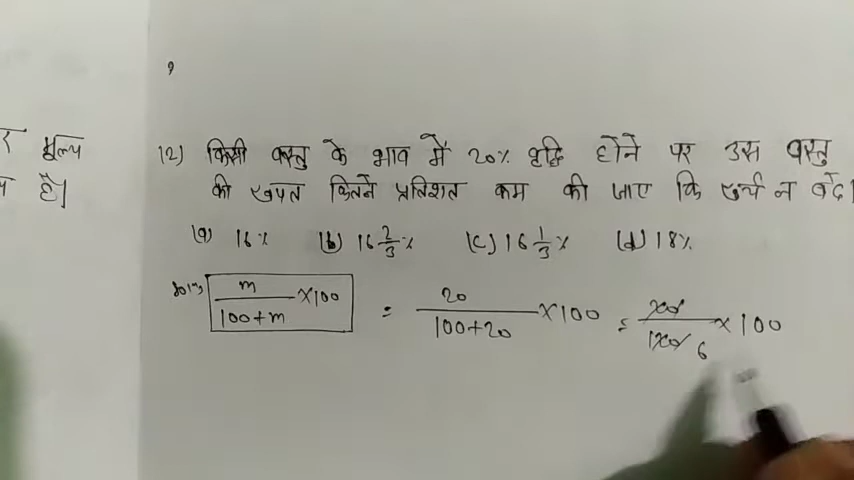 ,
र मूल्य
है।
12) किसी वस्तु के भाव में 20% वृद्धि होने पर उस वस्तु
की खपत कितने प्रतिशत कम की जाए कि खर्च न बढे।
(a) 16% (b) 16 2/3 % (c) 16 1/3 % (d) 18%
soln, m/(100+m) ×100 = 20/(100+20) ×100 = 20/120 6 ×100